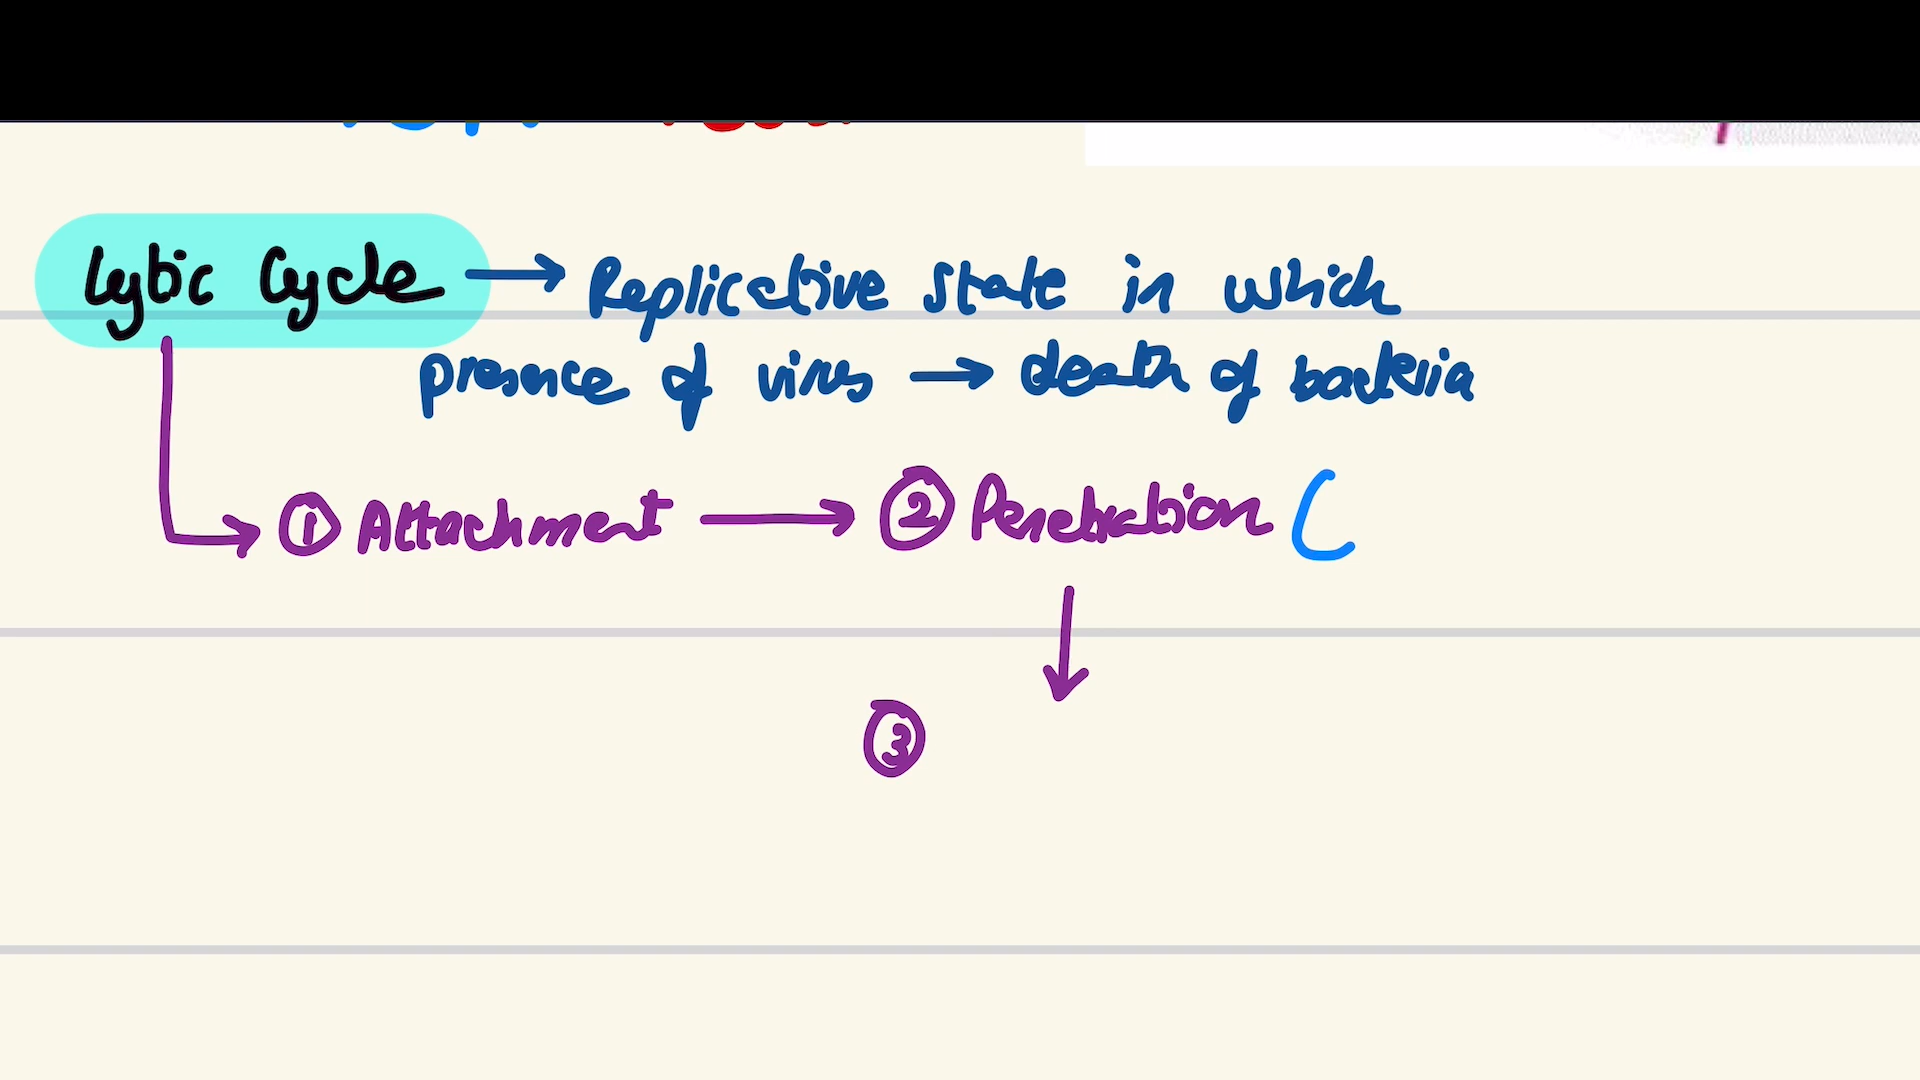 Lytic Cycle → Replicative state in which
presence of virus → death of bacteria
① Attachment → ② Penetration (
③